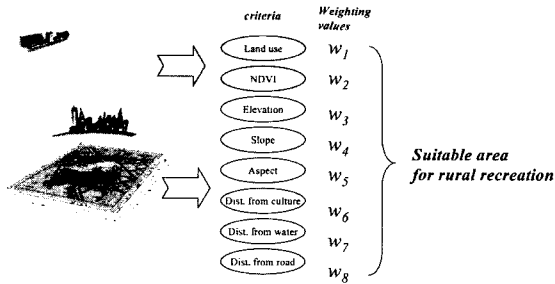 criteria
Weighting values
Land use w1
NDVI w2
Elevation w3
Slope w4
Aspect w5
Dist. from culture w6
Dist. from water w7
Dist. from road w8
Suitable area
for rural recreation